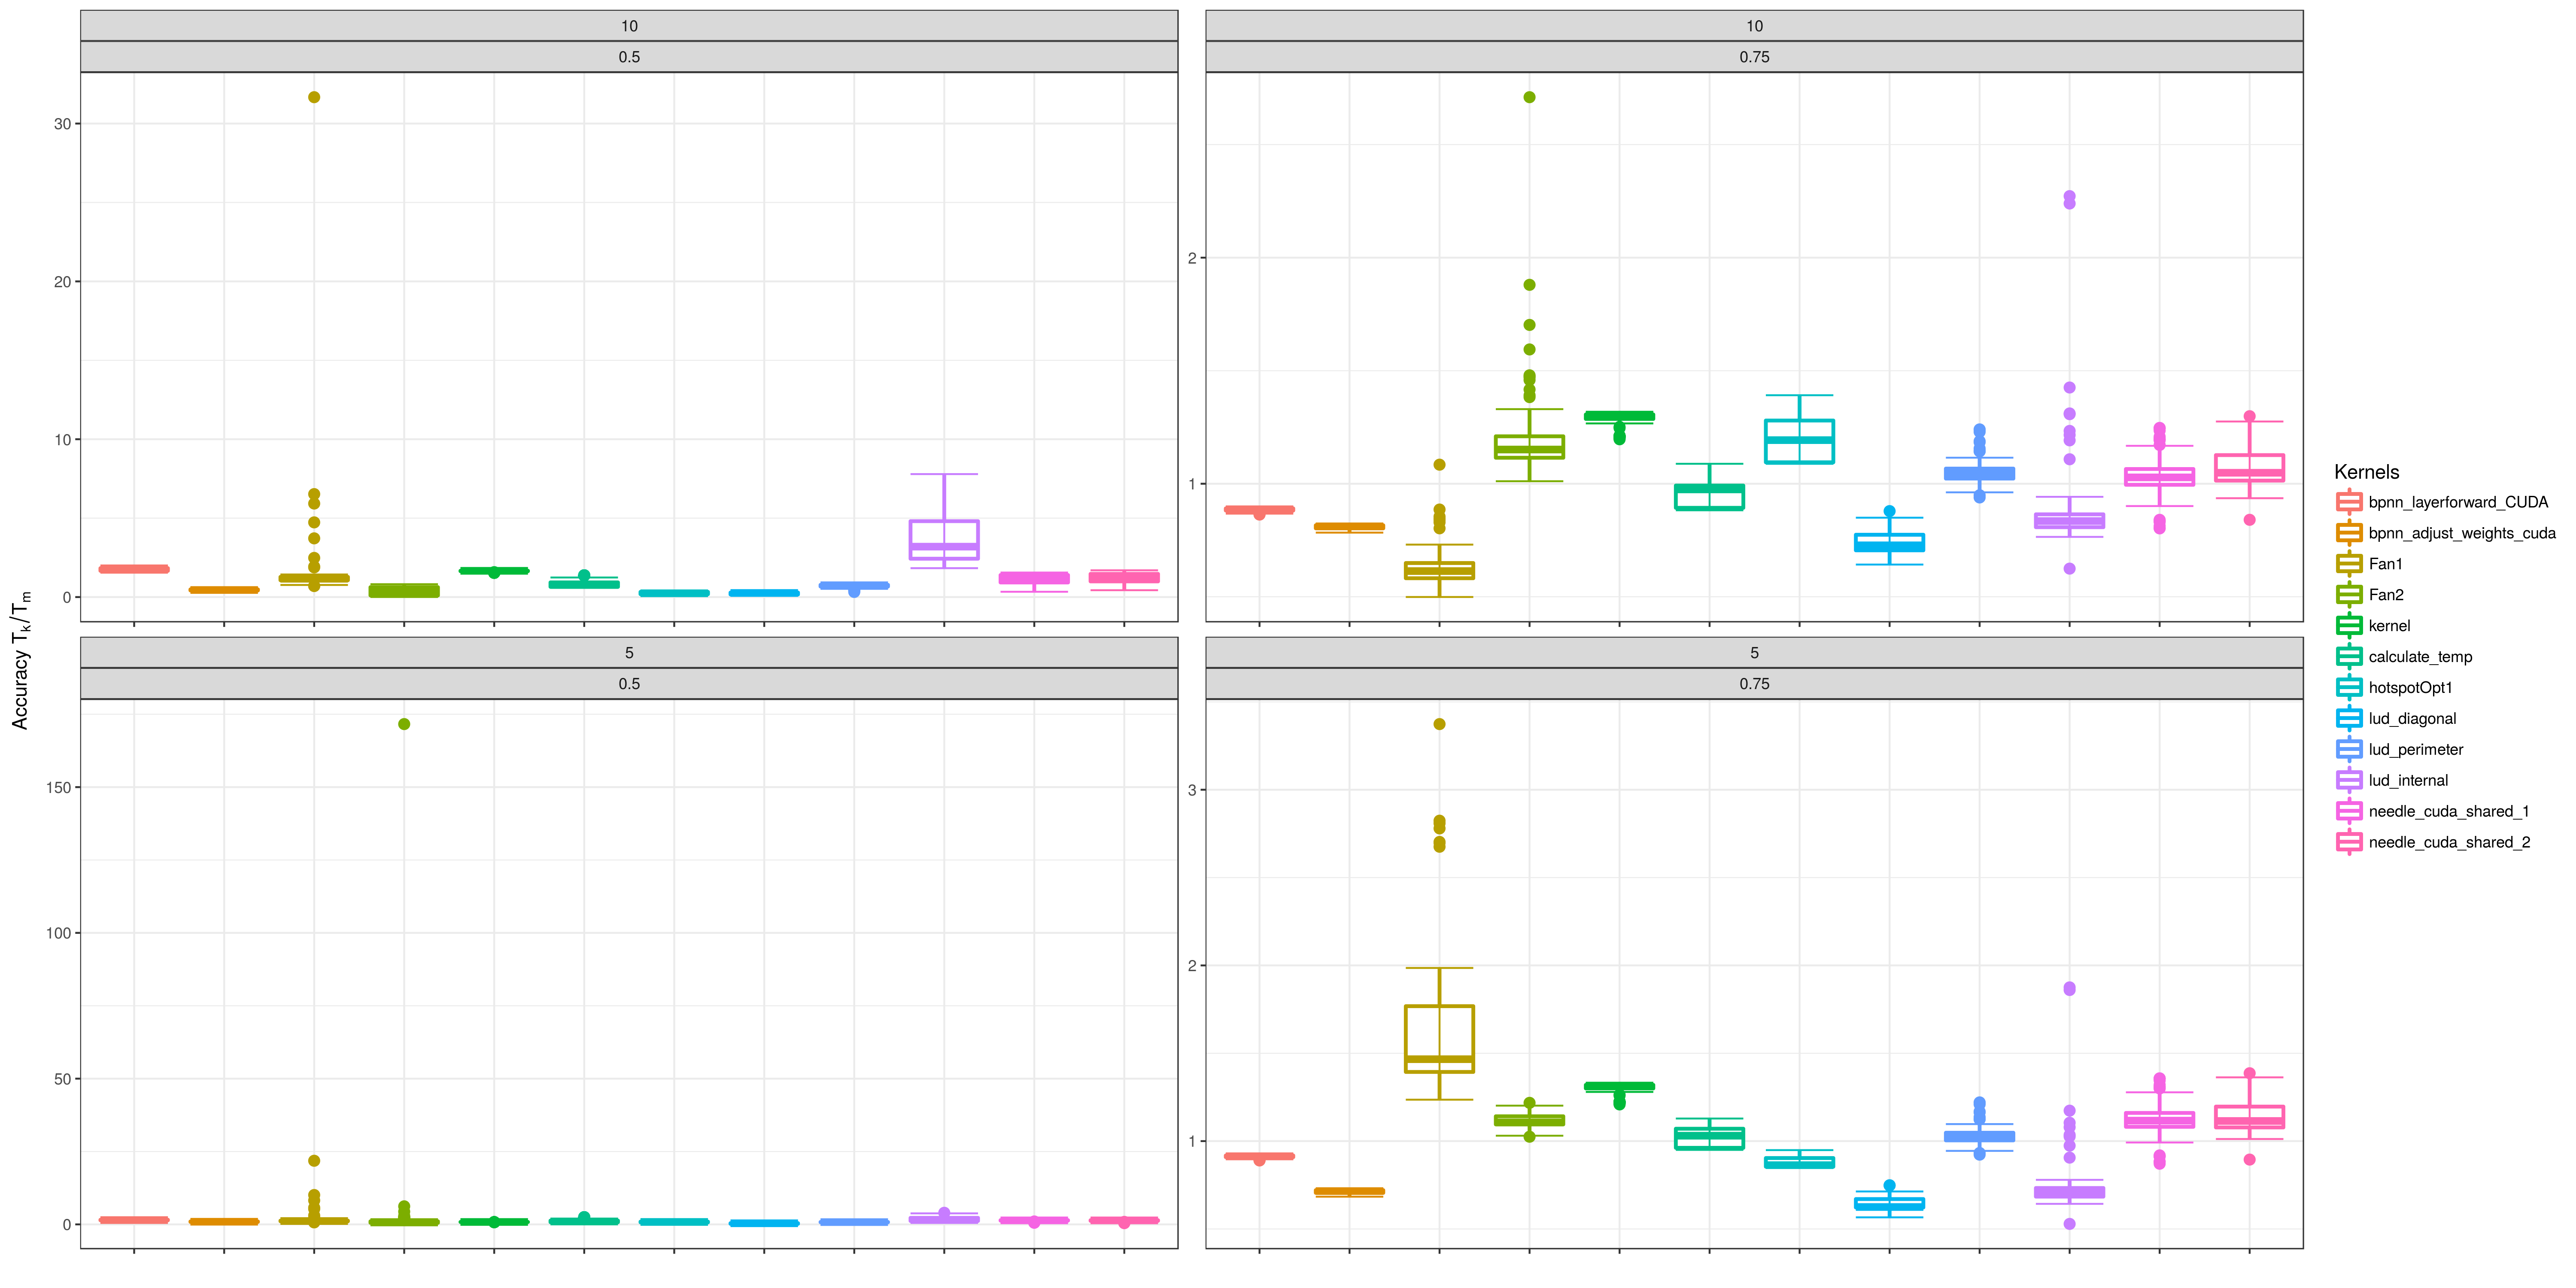 10
10
0.5
0.75
30
20
10
0
2
1
Accuracy Tk/Tm
5
5
0.5
0.75
150
100
50
0
3
2
1
Kernels
bpnn_layerforward_CUDA
bpnn_adjust_weights_cuda
Fan1
Fan2
kernel
calculate_temp
hotspotOpt1
lud_diagonal
lud_perimeter
lud_internal
needle_cuda_shared_1
needle_cuda_shared_2